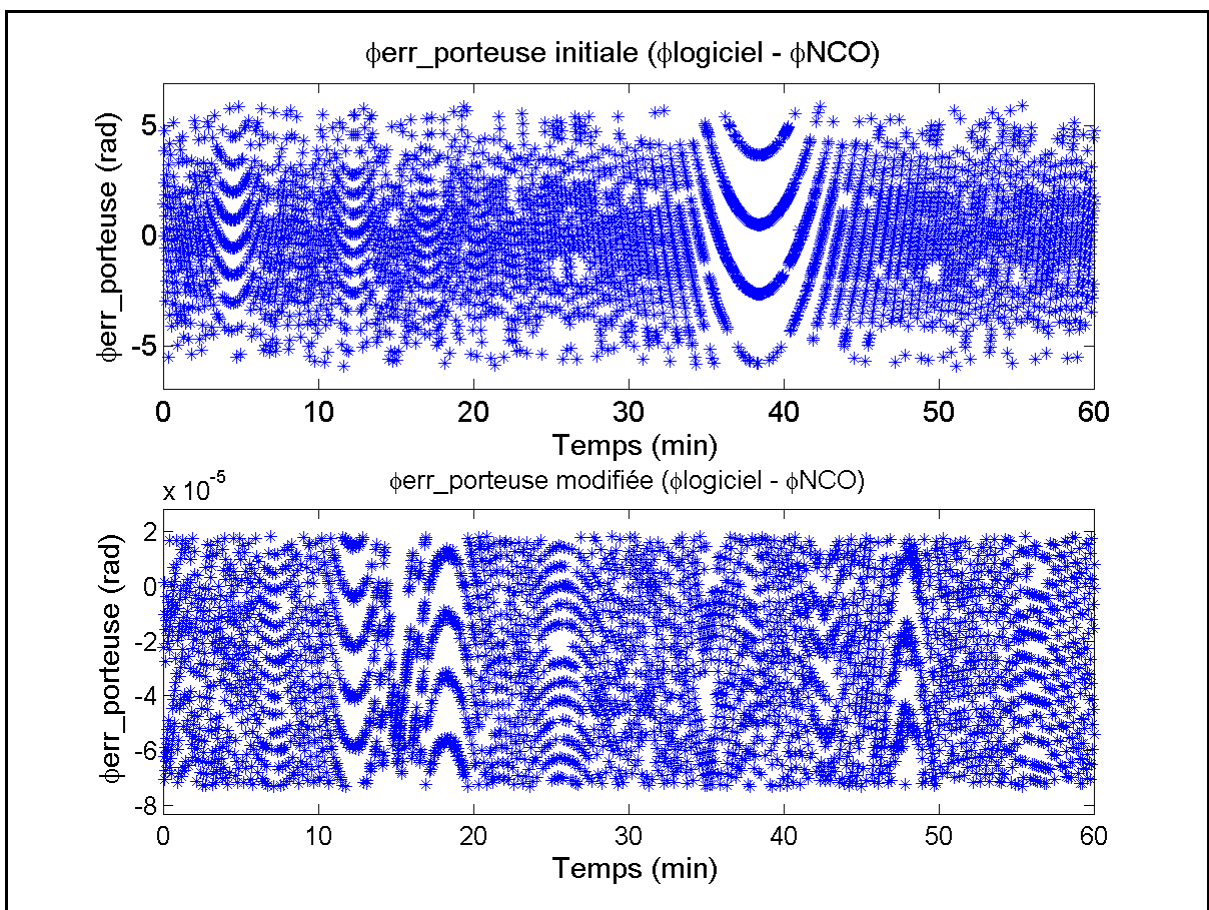 ϕerr_porteuse initiale (ϕlogiciel - ϕNCO)
ϕerr_porteuse (rad)
5
0
-5
0 10 20 30 40 50 60
Temps (min)
x 10^-5
ϕerr_porteuse modifiée (ϕlogiciel - ϕNCO)
ϕerr_porteuse (rad)
2
0
-2
-4
-6
-8
0 10 20 30 40 50 60
Temps (min)